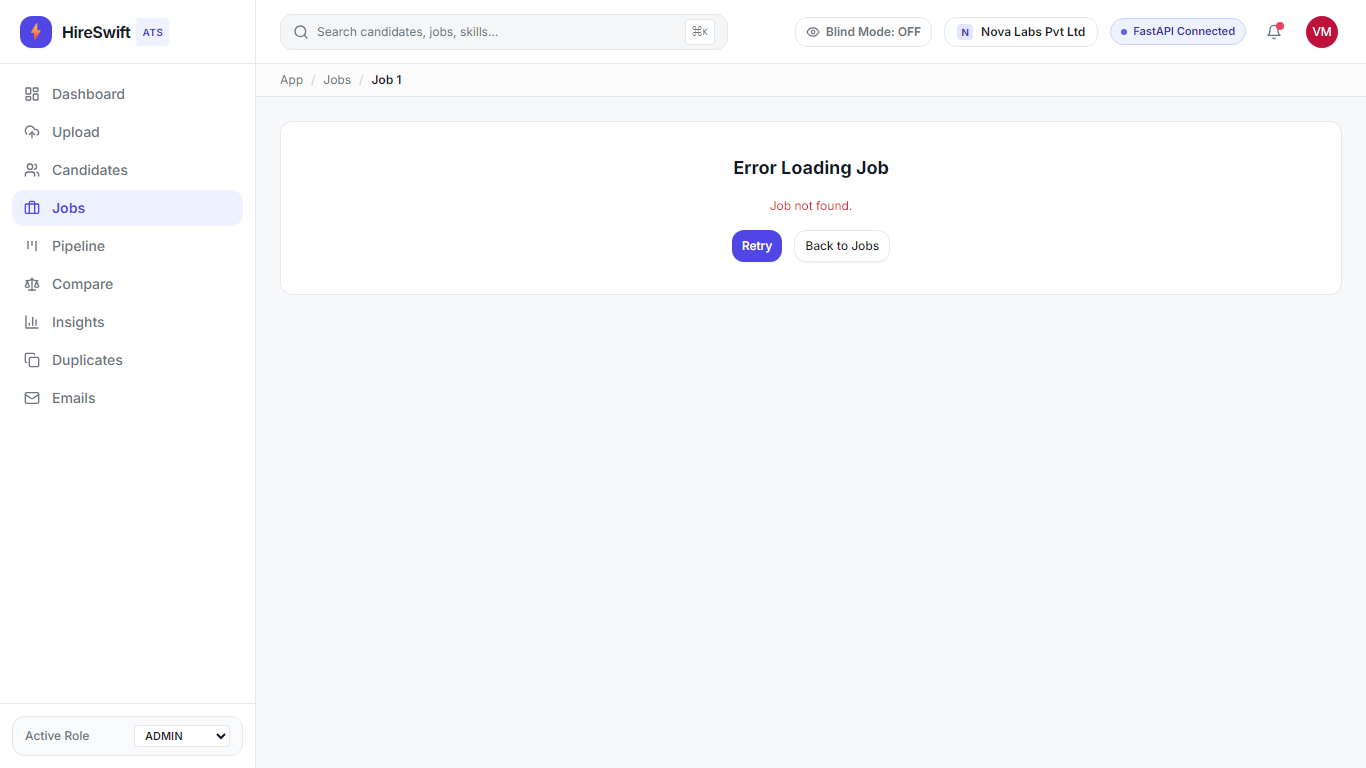 HireSwift ATS
Search candidates, jobs, skills... ⌘K
Blind Mode: OFF
N Nova Labs Pvt Ltd
FastAPI Connected
VM
App / Jobs / Job 1
Dashboard
Upload
Candidates
Jobs
Pipeline
Compare
Insights
Duplicates
Emails
Error Loading Job
Job not found.
Retry
Back to Jobs
Active Role ADMIN